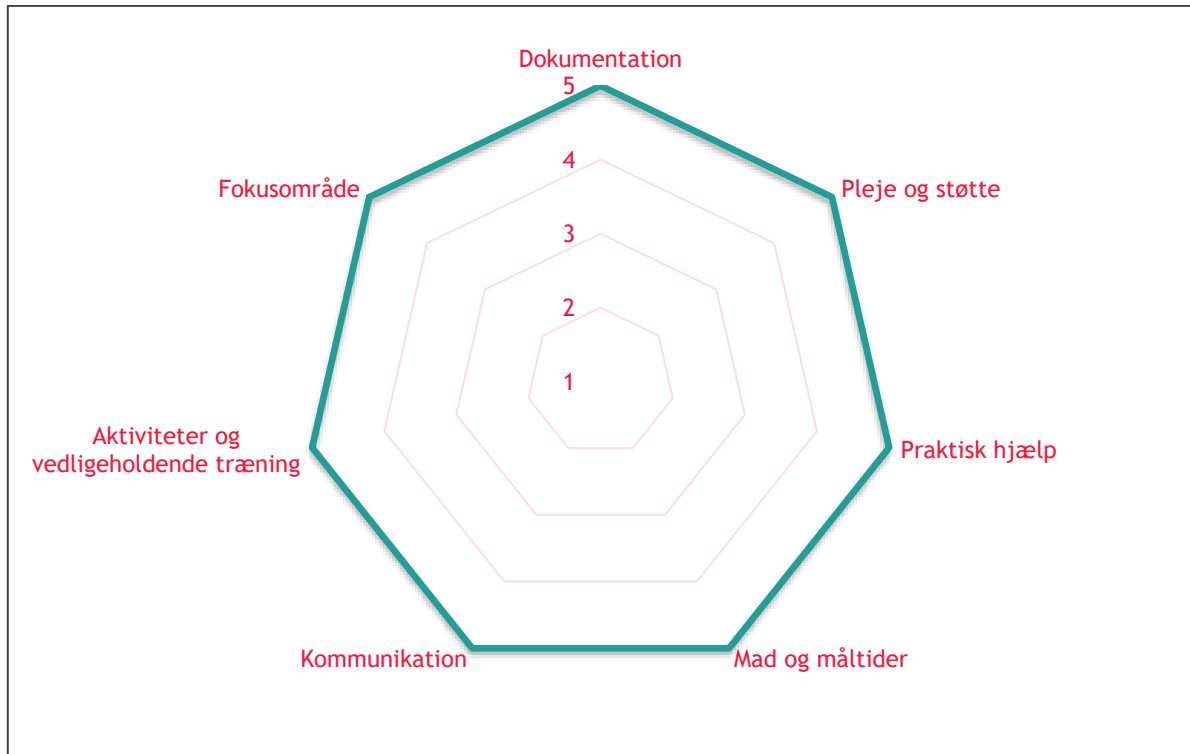 Dokumentation
5
4
Fokusområde
Pleje og støtte
3
2
1
Aktiviteter og
vedligeholdende træning
Praktisk hjælp
Kommunikation
Mad og måltider